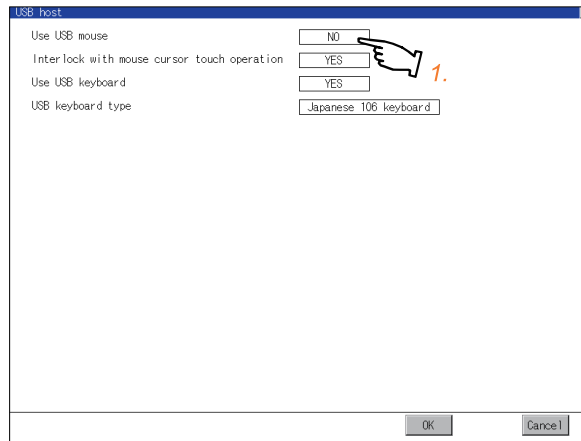 USB host
Use USB mouse NO
Interlock with mouse cursor touch operation YES
1.
Use USB keyboard YES
USB keyboard type Japanese 106 keyboard
OK Cancel